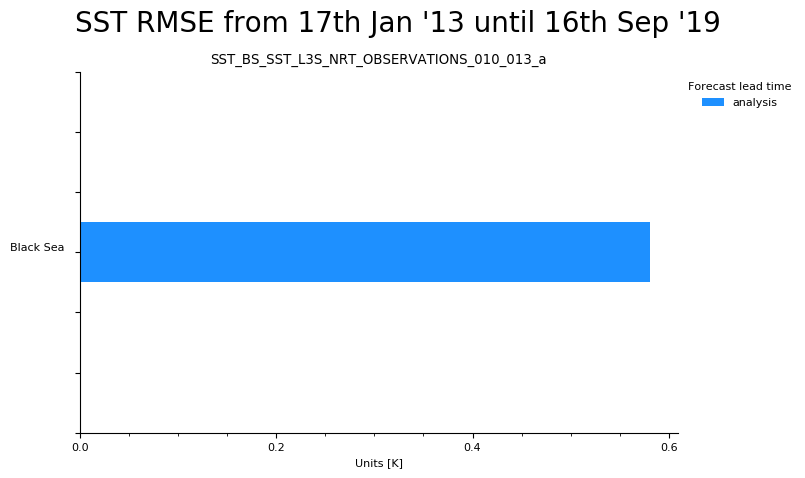 SST RMSE from 17th Jan '13 until 16th Sep '19
SST_BS_SST_L3S_NRT_OBSERVATIONS_010_013_a
Forecast lead time
analysis
Black Sea
0.0 0.2 0.4 0.6
Units [K]